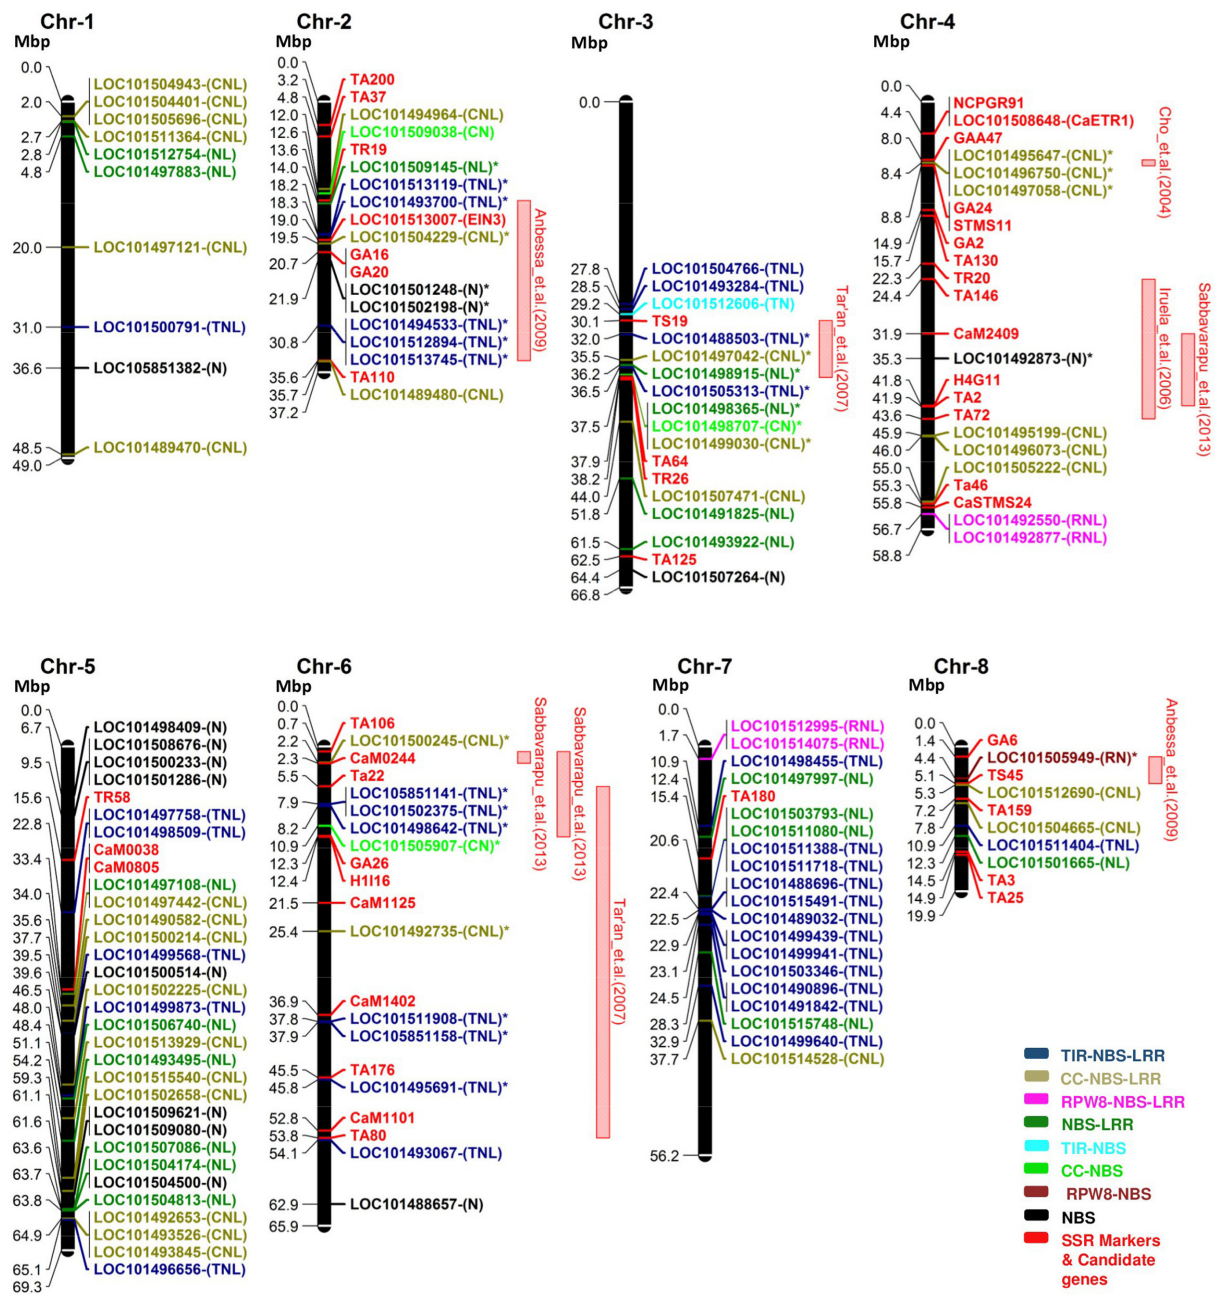 Chr-1
Mbp
0.0
2.0
2.7
2.8
4.8
20.0
31.0
36.6
48.5
49.0
LOC101504943-(CNL)
LOC101504401-(CNL)
LOC101505696-(CNL)
LOC101511364-(CNL)
LOC101512754-(NL)
LOC101497883-(NL)
LOC101497121-(CNL)
LOC101500791-(TNL)
LOC105851382-(N)
LOC101489470-(CNL)
Chr-2
Mbp
0.0
3.2
4.8
12.0
12.6
13.6
14.0
18.2
18.3
19.0
19.5
20.7
21.9
30.8
35.6
35.7
37.2
TA200
TA37
LOC101494964-(CNL)
LOC101509038-(CN)
TR19
LOC101509145-(NL)*
LOC101513119-(TNL)*
LOC101493700-(TNL)*
LOC101513007-(EIN3)
LOC101504229-(CNL)*
GA16
GA20
LOC101501248-(N)*
LOC101502198-(N)*
LOC101494533-(TNL)*
LOC101512894-(TNL)*
LOC101513745-(TNL)*
TA110
LOC101489480-(CNL)
Anbessa_et.al.(2009)
Chr-3
Mbp
0.0
27.8
28.5
29.2
30.1
32.0
35.5
36.2
36.5
37.5
37.9
38.2
44.0
51.8
61.5
62.5
64.4
66.8
LOC101504766-(TNL)
LOC101493284-(TNL)
LOC101512606-(TN)
TS19
LOC101488503-(TNL)*
LOC101497042-(CNL)*
LOC101498915-(NL)*
LOC101505313-(TNL)*
LOC101498365-(NL)*
LOC101498707-(CN)*
LOC101499030-(CNL)*
TA64
TR26
LOC101507471-(CNL)
LOC101491825-(NL)
LOC101493922-(NL)
TA125
LOC101507264-(N)
Tar'an_et.al.(2007)
Chr-4
Mbp
0.0
4.4
8.0
8.4
8.8
14.9
15.7
22.3
24.4
31.9
35.3
41.8
41.9
43.6
45.9
46.0
55.0
55.3
55.8
56.7
58.8
NCPGR91
LOC101508648-(CaETR1)
GAA47
LOC101495647-(CNL)*
LOC101496750-(CNL)*
LOC101497058-(CNL)*
GA24
STMS11
GA2
TA130
TR20
TA146
CaM2409
LOC101492873-(N)*
H4G11
TA2
TA72
LOC101495199-(CNL)
LOC101496073-(CNL)
LOC101505222-(CNL)
Ta46
CaSTMS24
LOC101492550-(RNL)
LOC101492877-(RNL)
Cho_et.al.(2004)
Iruela_et.al.(2006)
Sabbavarapu_et.al.(2013)
Chr-5
Mbp
0.0
6.7
9.5
15.6
22.8
33.4
34.0
35.6
37.7
39.5
39.6
46.5
48.0
48.4
51.1
54.2
59.3
61.1
61.6
63.6
63.7
63.8
64.9
65.1
69.3
LOC101498409-(N)
LOC101508676-(N)
LOC101500233-(N)
LOC101501286-(N)
TR58
LOC101497758-(TNL)
LOC101498509-(TNL)
CaM0038
CaM0805
LOC101497108-(NL)
LOC101497442-(CNL)
LOC101490582-(CNL)
LOC101500214-(CNL)
LOC101499568-(TNL)
LOC101500514-(N)
LOC101502225-(CNL)
LOC101499873-(TNL)
LOC101506740-(NL)
LOC101513929-(CNL)
LOC101493495-(NL)
LOC101515540-(CNL)
LOC101502658-(CNL)
LOC101509621-(N)
LOC101509080-(N)
LOC101507086-(NL)
LOC101504174-(NL)
LOC101504500-(N)
LOC101504813-(NL)
LOC101492653-(CNL)
LOC101493526-(CNL)
LOC101493845-(CNL)
LOC101496656-(TNL)
Chr-6
Mbp
0.0
0.7
2.2
2.3
5.5
7.9
8.2
10.9
12.3
12.4
21.5
25.4
36.9
37.8
37.9
45.5
45.8
52.8
53.8
54.1
62.9
65.9
TA106
LOC101500245-(CNL)*
CaM0244
Ta22
LOC105851141-(TNL)*
LOC101502375-(TNL)*
LOC101498642-(TNL)*
LOC101505907-(CN)*
GA26
H1I16
CaM1125
LOC101492735-(CNL)*
CaM1402
LOC101511908-(TNL)*
LOC105851158-(TNL)*
TA176
LOC101495691-(TNL)*
CaM1101
TA80
LOC101493067-(TNL)
LOC101488657-(N)
Sabbavarapu_et.al.(2013)
Sabbavarapu_et.al.(2013)
Tar'an_et.al.(2007)
Chr-7
Mbp
0.0
1.7
10.9
12.4
15.4
20.6
22.4
22.5
22.9
23.1
24.5
28.3
32.9
37.7
56.2
LOC101512995-(RNL)
LOC101514075-(RNL)
LOC101498455-(TNL)
LOC101497997-(NL)
TA180
LOC101503793-(NL)
LOC101511080-(NL)
LOC101511388-(TNL)
LOC101511718-(TNL)
LOC101488696-(TNL)
LOC101515491-(TNL)
LOC101489032-(TNL)
LOC101499439-(TNL)
LOC101499941-(TNL)
LOC101503346-(TNL)
LOC101490896-(TNL)
LOC101491842-(TNL)
LOC101515748-(NL)
LOC101499640-(TNL)
LOC101514528-(CNL)
Chr-8
Mbp
0.0
1.4
4.4
5.1
5.3
7.2
7.8
10.9
12.3
14.5
14.9
19.9
GA6
LOC101505949-(RN)*
TS45
LOC101512690-(CNL)
TA159
LOC101504665-(CNL)
LOC101511404-(TNL)
LOC101501665-(NL)
TA3
TA25
Anbessa_et.al.(2009)
TIR-NBS-LRR
CC-NBS-LRR
RPW8-NBS-LRR
NBS-LRR
TIR-NBS
CC-NBS
RPW8-NBS
NBS
SSR Markers
& Candidate
genes